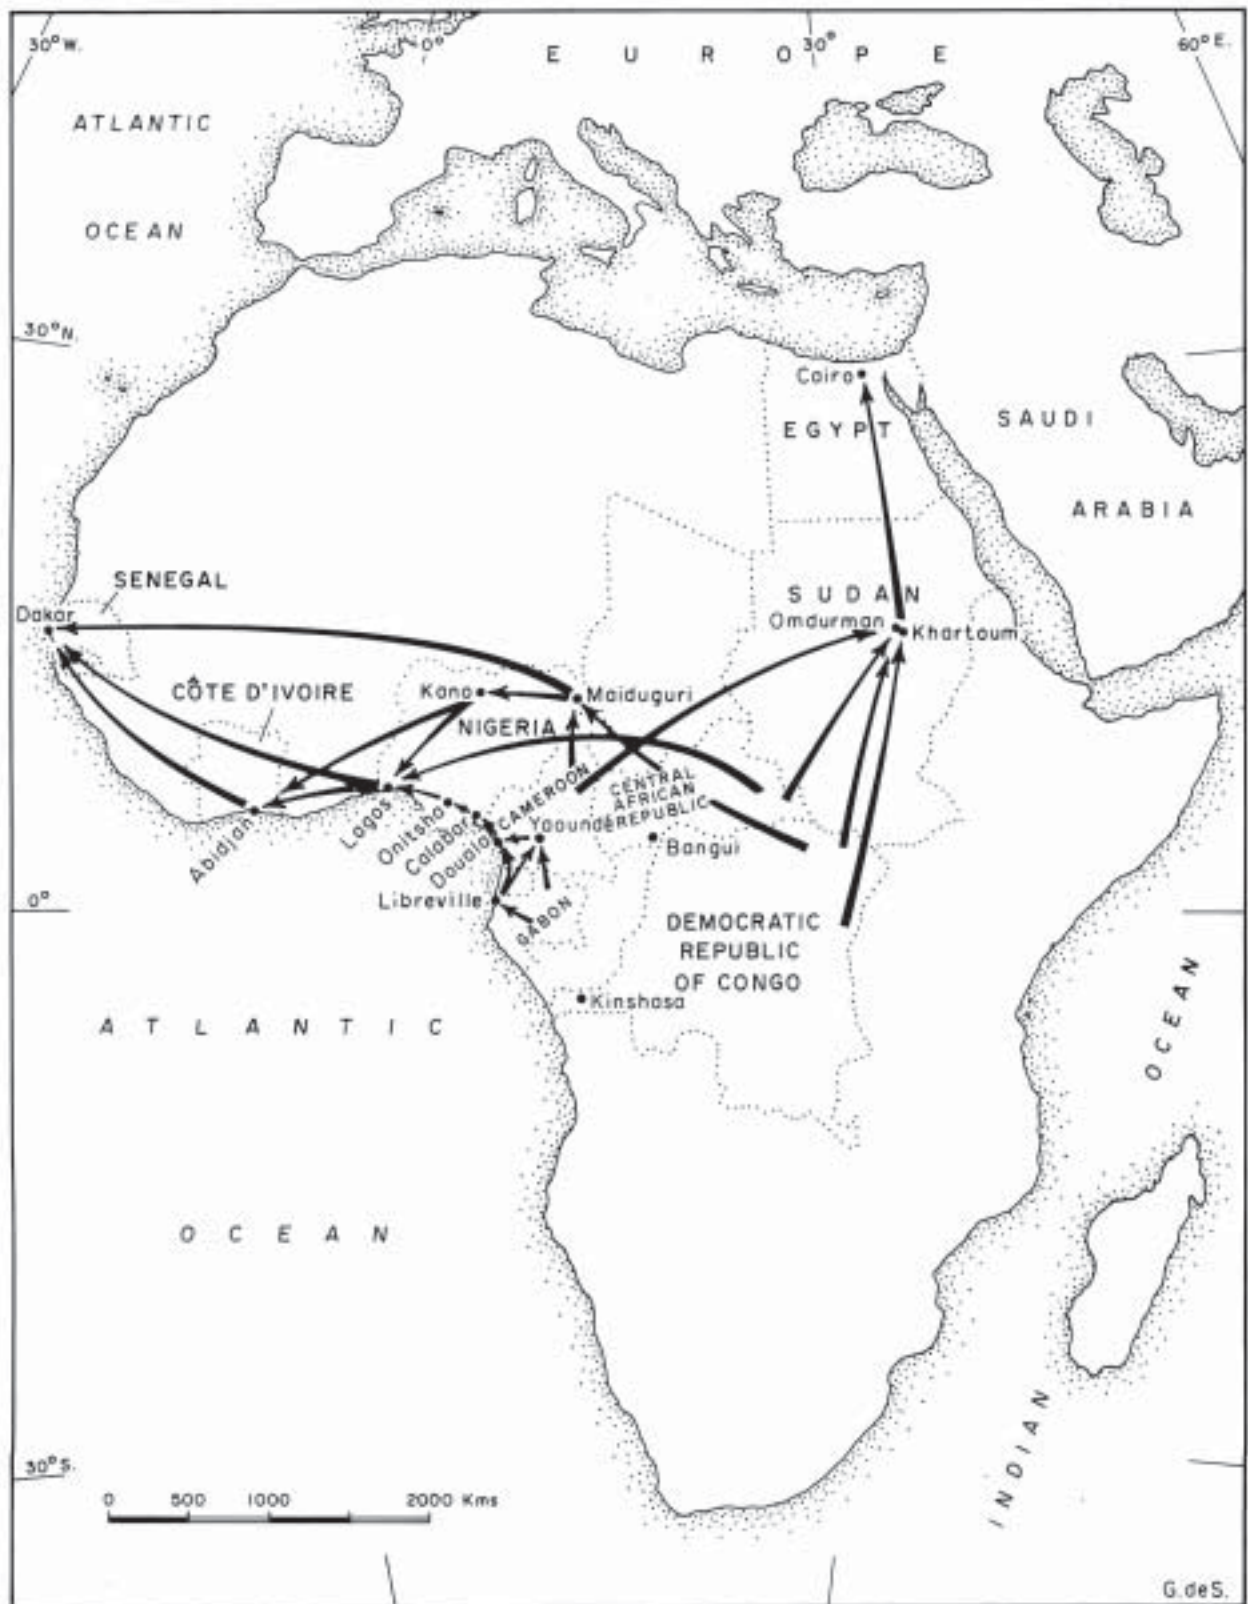 30°W.
0°
30°
60°E.
E U R O P E
ATLANTIC
OCEAN
30°N.
Cairo
EGYPT
SAUDI
ARABIA
SENEGAL
Dakar
SUDAN
Omdurman
Khartoum
CÔTE D'IVOIRE
Kano
Maiduguri
NIGERIA
CAMEROON
CENTRAL
AFRICAN
REPUBLIC
Abidjan
Lagos
Onitsha
Calabar
Douala
Yaoundé
Bangui
Libreville
GABON
0°
DEMOCRATIC
REPUBLIC
OF CONGO
Kinshasa
A T L A N T I C
O C E A N
INDIAN
OCEAN
30°S.
0 500 1000 2000 Kms
G.deS.